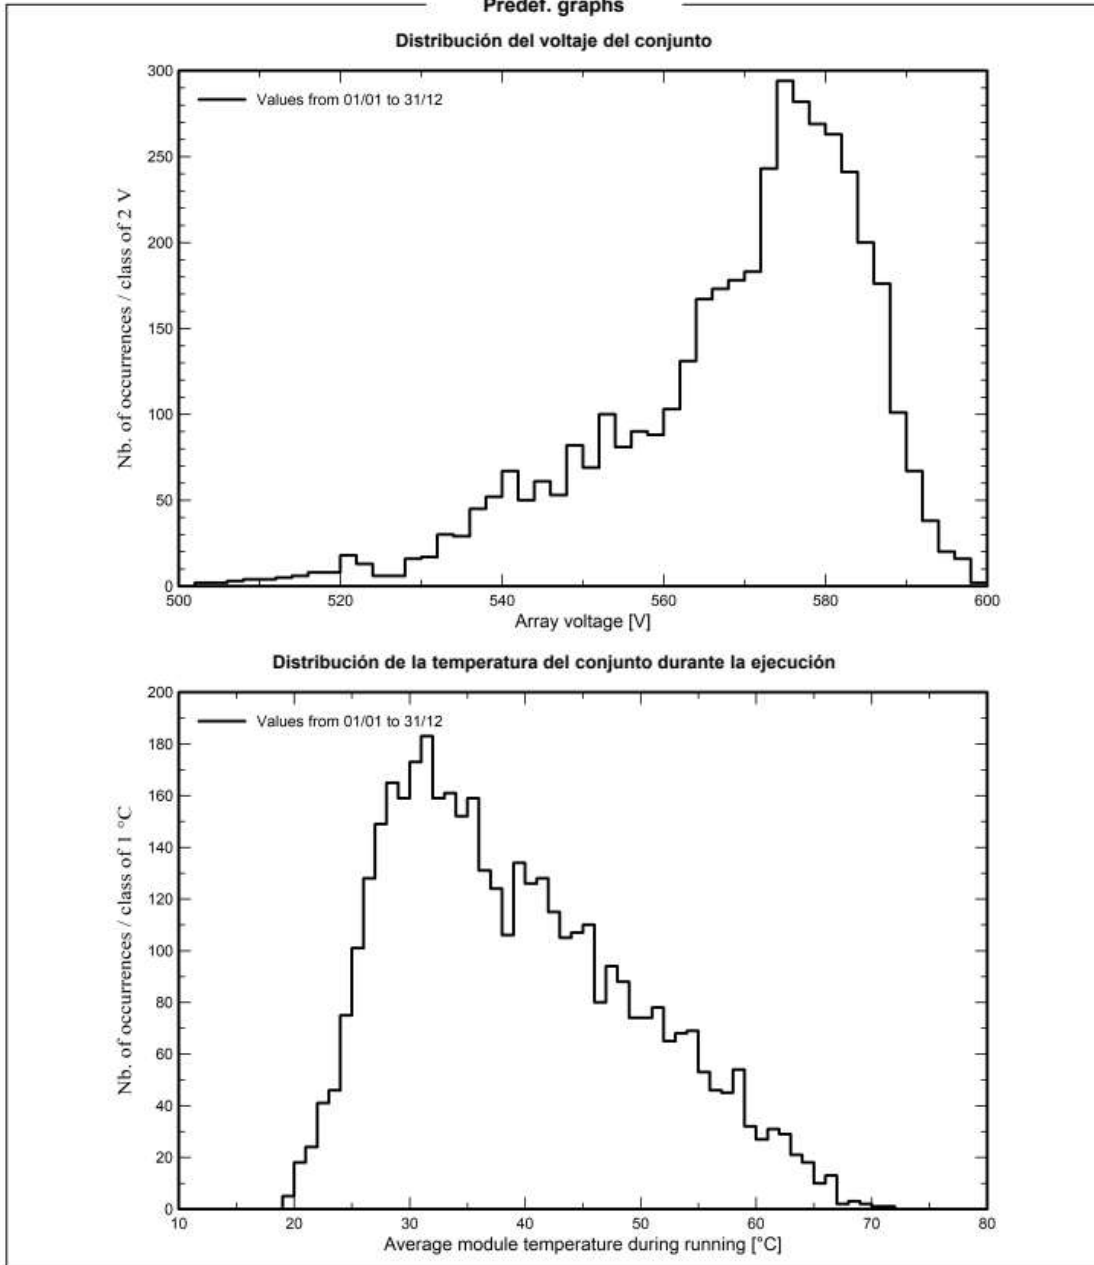 Predef. graphs
Distribución del voltaje del conjunto
300
Values from 01/01 to 31/12
250
200
150
100
50
0
Nb. of occurrences / class of 2 V
500 520 540 560 580 600
Array voltage [V]
Distribución de la temperatura del conjunto durante la ejecución
200
Values from 01/01 to 31/12
180
160
140
120
100
80
60
40
20
0
Nb. of occurrences / class of 1 °C
10 20 30 40 50 60 70 80
Average module temperature during running [°C]